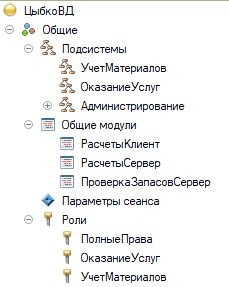 ЦыбкоВД
Общие
Подсистемы
УчетМатериалов
ОказаниеУслуг
Администрирование
Общие модули
РасчетыКлиент
РасчетыСервер
ПроверкаЗапасовСервер
Параметры сеанса
Роли
ПолныеПрава
ОказаниеУслуг
УчетМатериалов